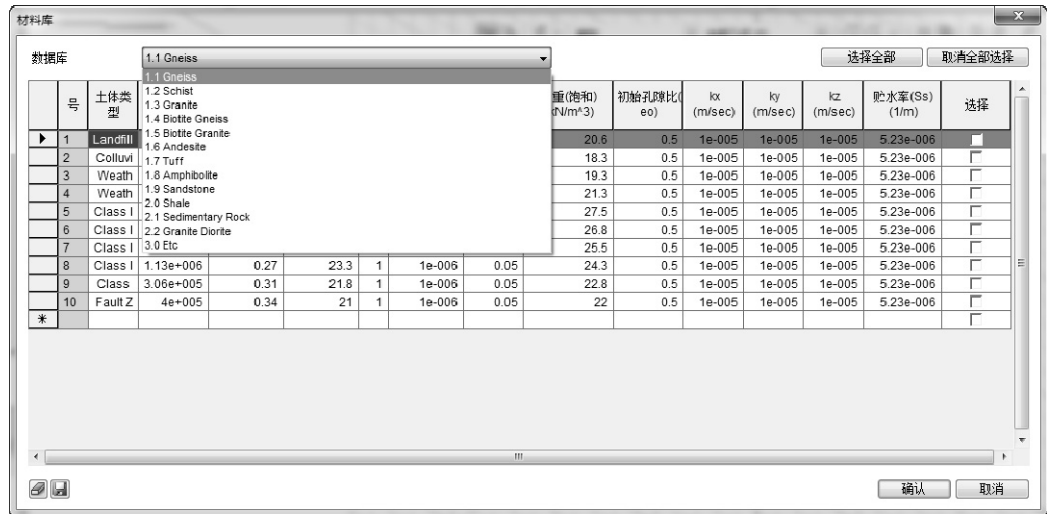 材料库
数据库 1.1 Gneiss 选择全部 取消全部选择
1.1 Gneiss
1.2 Schist
1.3 Granite
1.4 Biotite Gneiss
1.5 Biotite Granite
1.6 Andesite
1.7 Tuff
1.8 Amphibolite
1.9 Sandstone
2.0 Shale
2.1 Sedimentary Rock
2.2 Granite Diorite
3.0 Etc
号 土体类型 重(饱和) N/m^3) 初始孔隙比(eo) kx (m/sec) ky (m/sec) kz (m/sec) 贮水率(Ss) (1/m) 选择
1 Landfill 20.6 0.5 1e-005 1e-005 1e-005 5.23e-006
2 Colluvi 18.3 0.5 1e-005 1e-005 1e-005 5.23e-006
3 Weath 19.3 0.5 1e-005 1e-005 1e-005 5.23e-006
4 Weath 21.3 0.5 1e-005 1e-005 1e-005 5.23e-006
5 Class I 27.5 0.5 1e-005 1e-005 1e-005 5.23e-006
6 Class I 26.8 0.5 1e-005 1e-005 1e-005 5.23e-006
7 Class I 25.5 0.5 1e-005 1e-005 1e-005 5.23e-006
8 Class I 1.13e+006 0.27 23.3 1 1e-006 0.05 24.3 0.5 1e-005 1e-005 1e-005 5.23e-006
9 Class 3.06e+005 0.31 21.8 1 1e-006 0.05 22.8 0.5 1e-005 1e-005 1e-005 5.23e-006
10 Fault Z 4e+005 0.34 21 1 1e-006 0.05 22 0.5 1e-005 1e-005 1e-005 5.23e-006
*
确认 取消